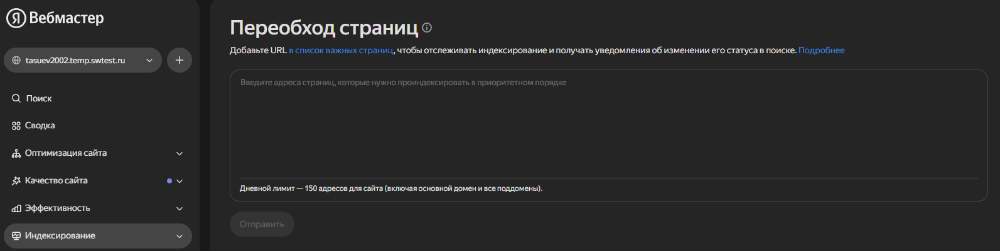 Я Вебмастер
tasuev2002.temp.swtest.ru
Поиск
Сводка
Оптимизация сайта
Качество сайта
Эффективность
Индексирование
Переобход страниц
Добавьте URL в список важных страниц, чтобы отслеживать индексирование и получать уведомления об изменении его статуса в поиске. Подробнее
Введите адреса страниц, которые нужно проиндексировать в приоритетном порядке
Дневной лимит — 150 адресов для сайта (включая основной домен и все поддомены).
Отправить